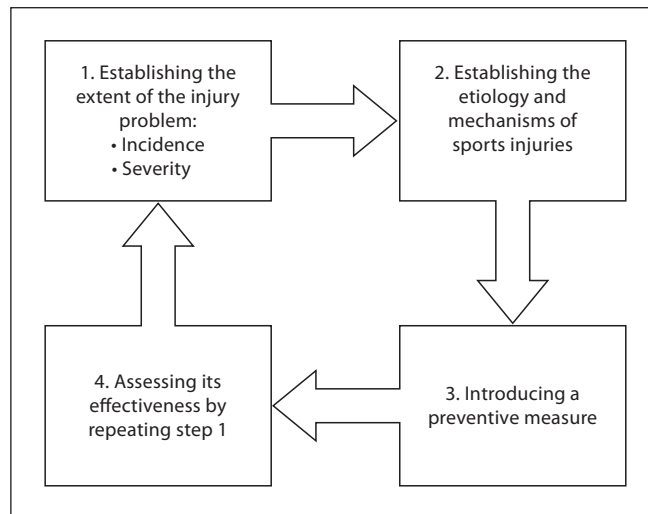 1. Establishing the
extent of the injury
problem:
• Incidence
• Severity
2. Establishing the
etiology and
mechanisms of
sports injuries
4. Assessing its
effectiveness by
repeating step 1
3. Introducing a
preventive measure